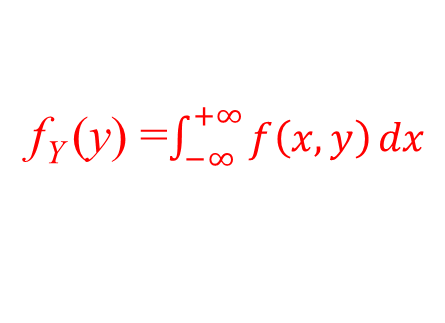 f_Y(y) =∫_{-∞}^{+∞} f(x, y) dx